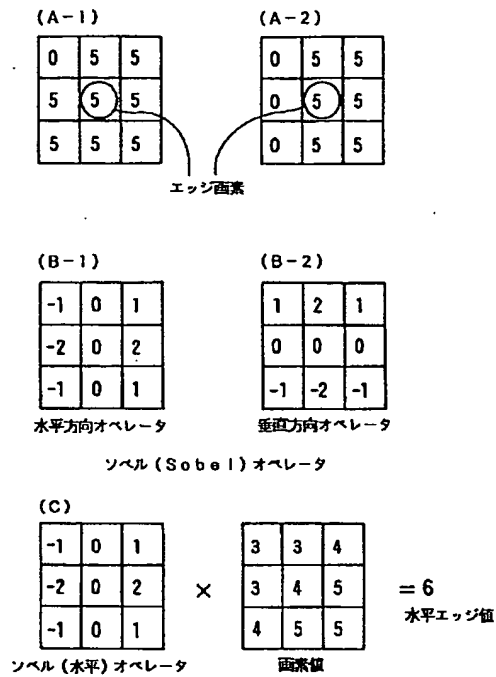 (A-1) (A-2)
0 5 5 0 5 5
5 5 5 0 5 5
5 5 5 0 5 5
エッジ画素
(B-1) (B-2)
-1 0 1 1 2 1
-2 0 2 0 0 0
-1 0 1 -1 -2 -1
水平方向オペレータ 垂直方向オペレータ
ソベル(Sobel)オペレータ
(C)
-1 0 1 3 3 4
-2 0 2 × 3 4 5 =6
水平エッジ値
-1 0 1 4 5 5
ソベル(水平)オペレータ 画素値